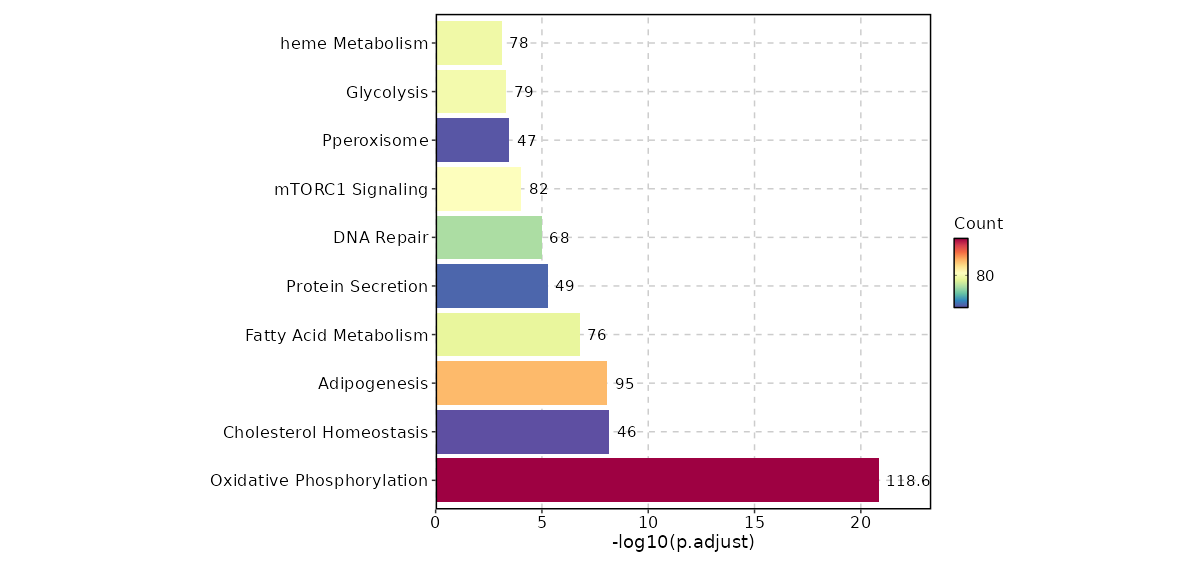 heme Metabolism 78
Glycolysis 79
Pperoxisome 47
mTORC1 Signaling 82
DNA Repair 68
Protein Secretion 49
Fatty Acid Metabolism 76
Adipogenesis 95
Cholesterol Homeostasis 46
Oxidative Phosphorylation 118.6
0 5 10 15 20
-log10(p.adjust)
Count
80